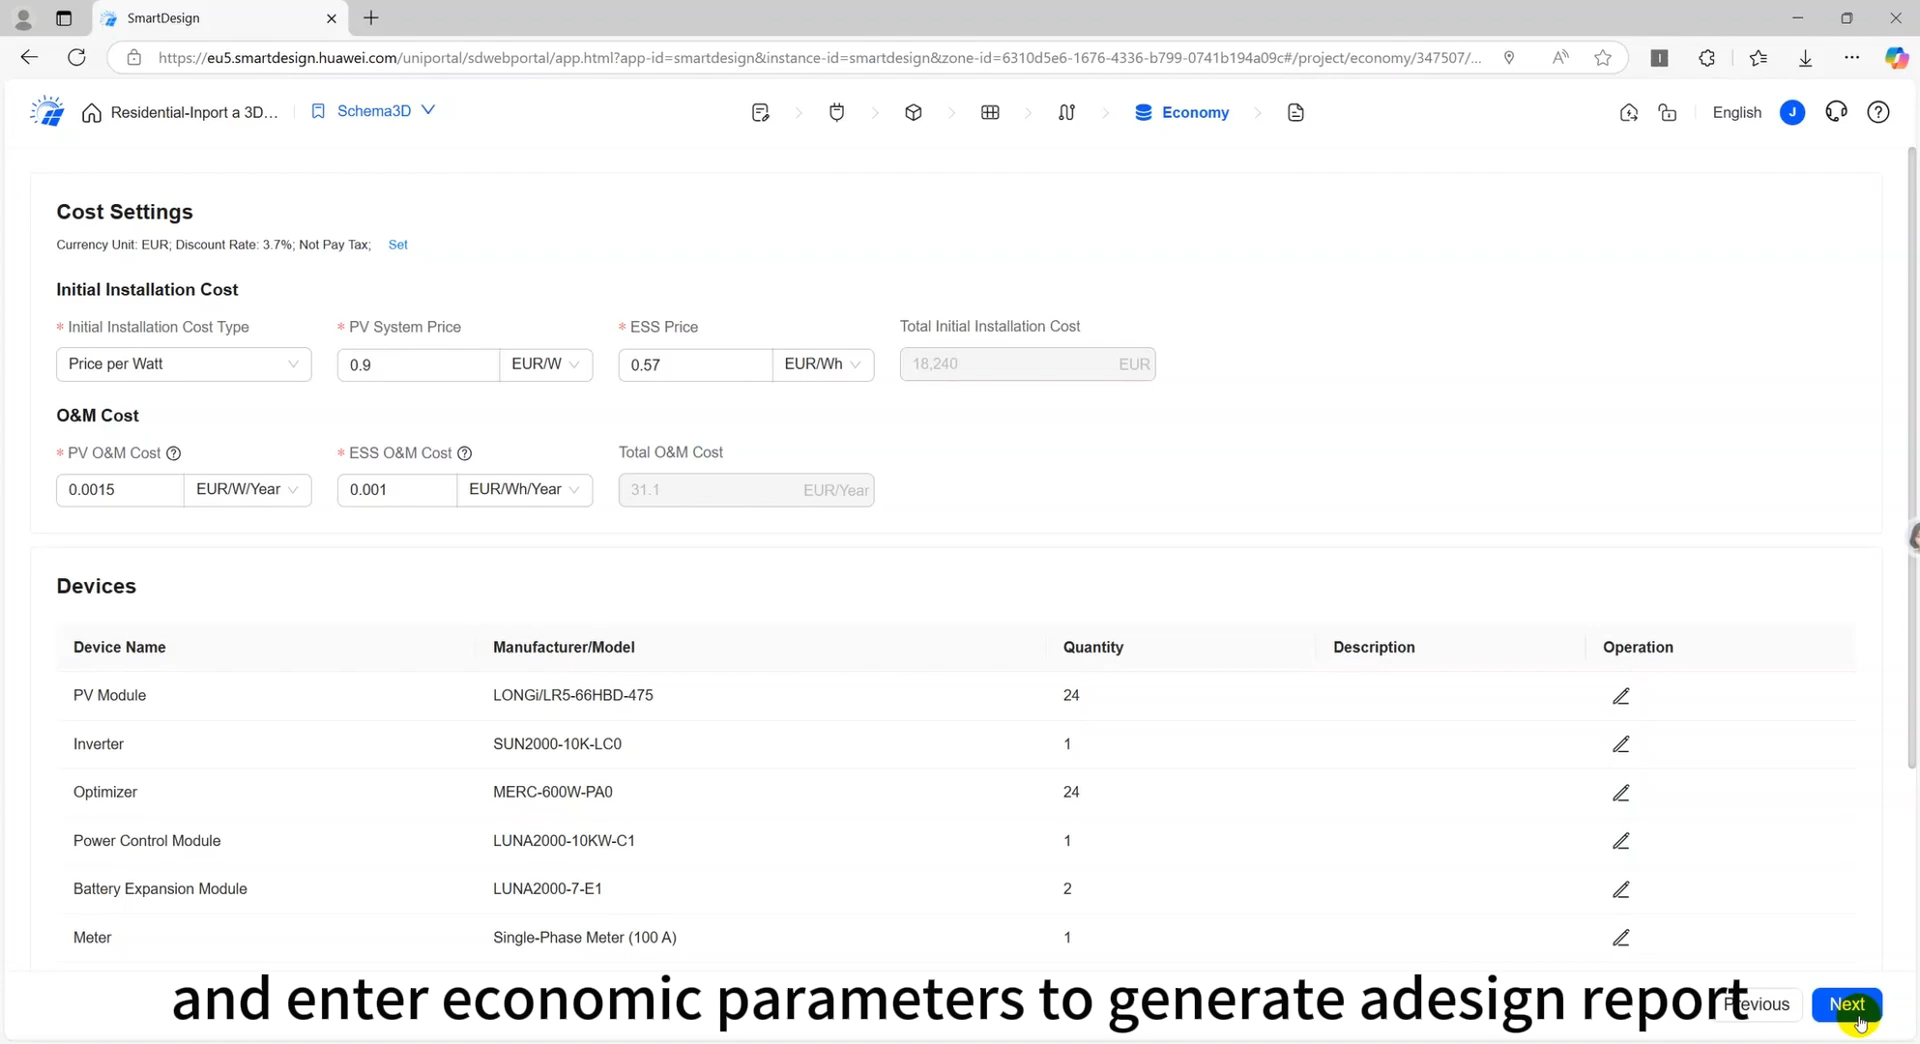 SmartDesign
https://eu5.smartdesign.huawei.com/uniportal/sdwebportal/app.html?app-id=smartdesign&instance-id=smartdesign&zone-id=6310d5e6-1676-4336-b799-0741b194a09c#/project/economy/347507/...
Residential-Inport a 3D...
Schema3D
Economy
English
J
Cost Settings
Currency Unit: EUR; Discount Rate: 3.7%; Not Pay Tax; Set
Initial Installation Cost
* Initial Installation Cost Type * PV System Price * ESS Price Total Initial Installation Cost
Price per Watt 0.9 EUR/W 0.57 EUR/Wh 18,240 EUR
O&M Cost
* PV O&M Cost * ESS O&M Cost Total O&M Cost
0.0015 EUR/W/Year 0.001 EUR/Wh/Year 31.1 EUR/Year
Devices
Device Name Manufacturer/Model Quantity Description Operation
PV Module LONGi/LR5-66HBD-475 24
Inverter SUN2000-10K-LC0 1
Optimizer MERC-600W-PA0 24
Power Control Module LUNA2000-10KW-C1 1
Battery Expansion Module LUNA2000-7-E1 2
Meter Single-Phase Meter (100 A) 1
and enter economic parameters to generate adesign report
Previous Next